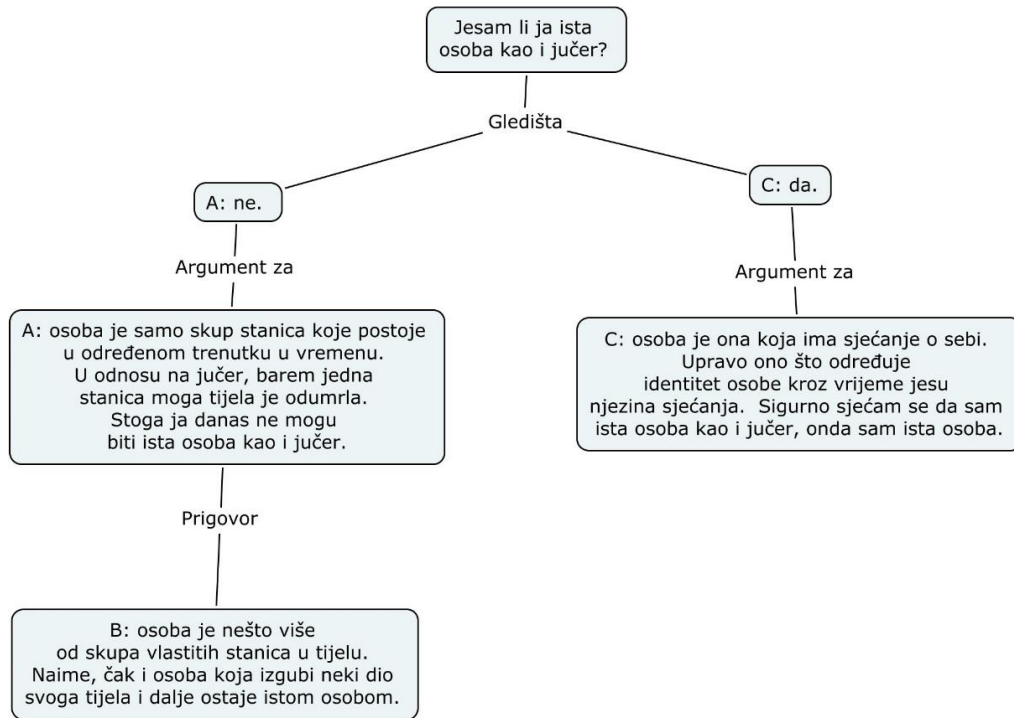 Jesam li ja ista
osoba kao i jučer?
Gledišta
A: ne.
C: da.
Argument za
Argument za
A: osoba je samo skup stanica koje postoje
u određenom trenutku u vremenu.
U odnosu na jučer, barem jedna
stanica moga tijela je odumrla.
Stoga ja danas ne mogu
biti ista osoba kao i jučer.
C: osoba je ona koja ima sjećanje o sebi.
Upravo ono što određuje
identitet osobe kroz vrijeme jesu
njezina sjećanja. Sigurno sjećam se da sam
ista osoba kao i jučer, onda sam ista osoba.
Prigovor
B: osoba je nešto više
od skupa vlastitih stanica u tijelu.
Naime, čak i osoba koja izgubi neki dio
svoga tijela i dalje ostaje istom osobom.